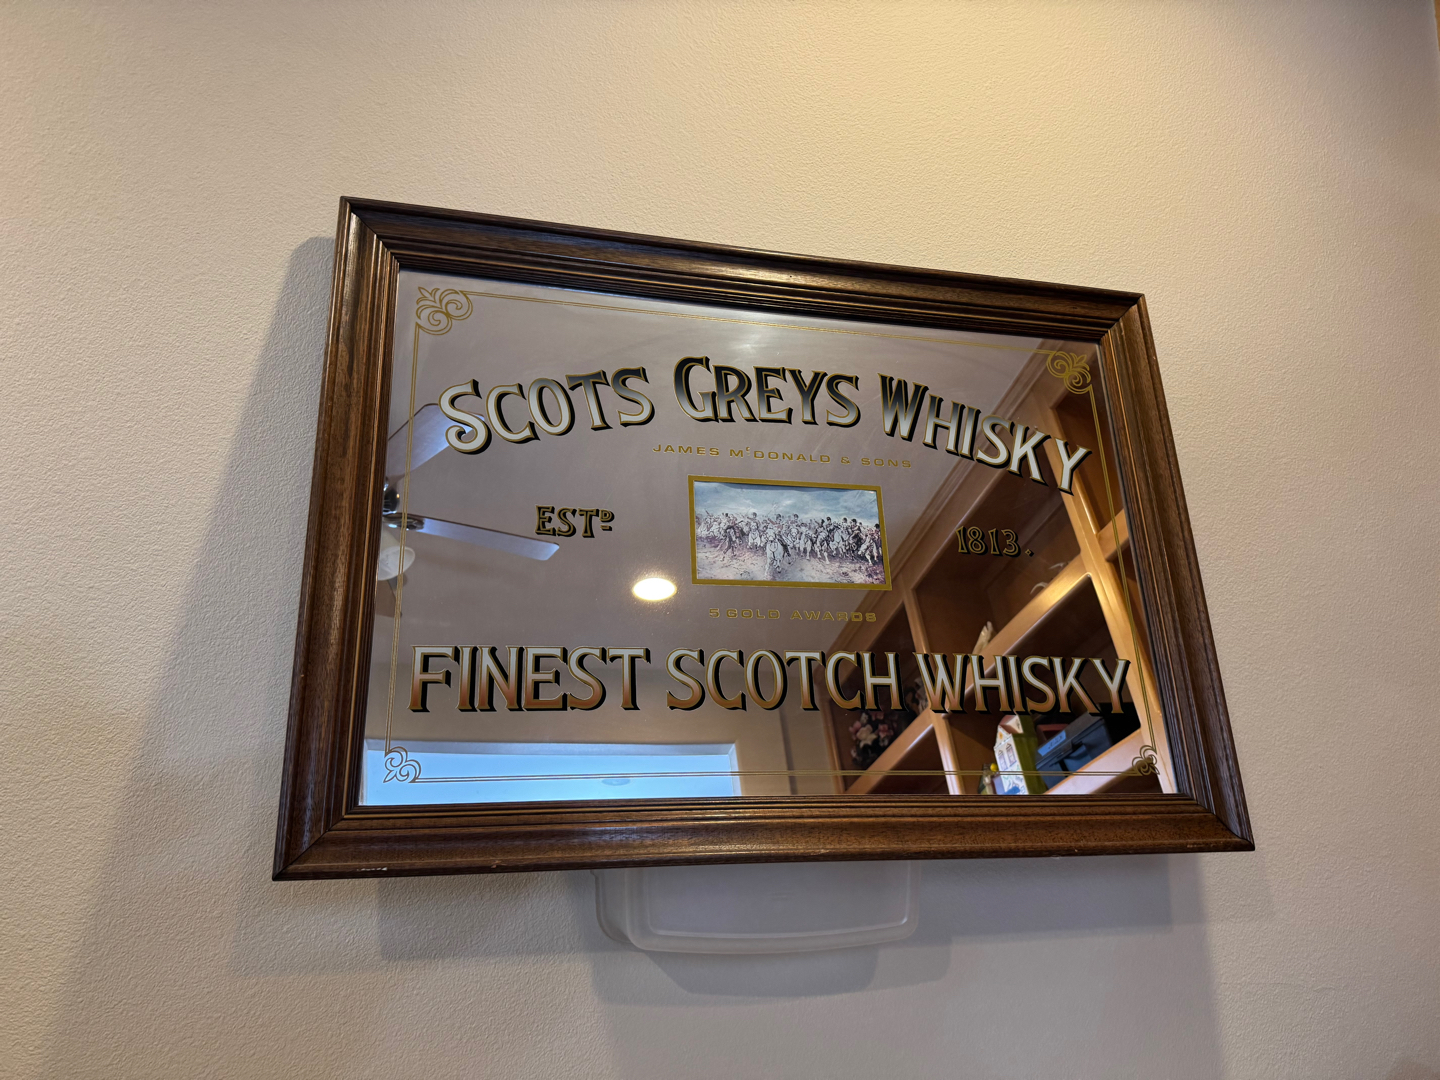 SCOTS GREYS WHISKY
JAMES McDONALD & SONS
ESTD 1813.
5 GOLD AWARDS
FINEST SCOTCH WHISKY